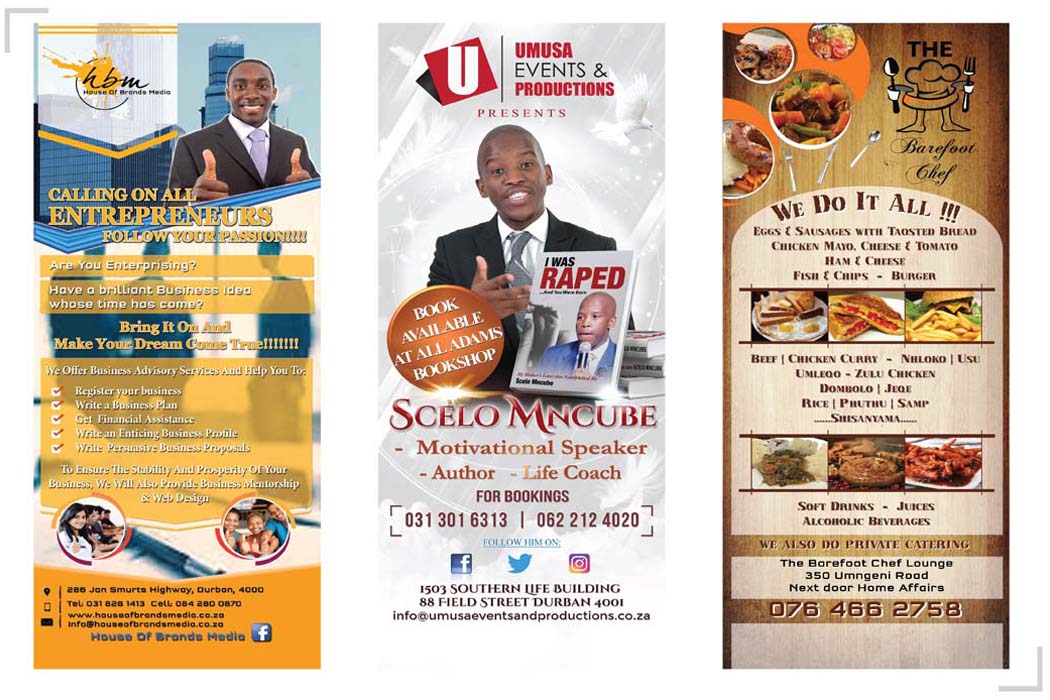 hbm
House Of Brands Media
CALLING ON ALL
ENTREPRENEURS
FOLLOW YOUR PASSION!!!!
Are You Enterprising?
Have a brilliant Business Idea
whose time has come?
Bring It On And
Make Your Dream Come True!!!!!!!
We Offer Business Advisory Services And Help You To:
Register your business
Write a Business Plan
Get Financial Assistance
Write an Enticing Business Profile
Write Persuasive Business Proposals
To Ensure The Stability And Prosperity Of Your
Business, We Will Also Provide Business Mentorship
& Web Design
286 Jan Smurts Highway, Durban, 4000
Tel: 031 828 1413 Cell: 084 280 0870
www.houseofbrandsmedia.co.za
Info@houseofbrandsmedia.co.za
House Of Brands Media
U
UMUSA
EVENTS &
PRODUCTIONS
PRESENTS
I WAS
RAPED
...And You Were Born
Scelo Mncube
BOOK
AVAILABLE
AT ALL ADAMS
BOOKSHOP
SCELO MNCUBE
- Motivational Speaker
- Author - Life Coach
FOR BOOKINGS
031 301 6313 | 062 212 4020
FOLLOW HIM ON:
1503 SOUTHERN LIFE BUILDING
88 FIELD STREET DURBAN 4001
info@umusaeventsandproductions.co.za
THE
Barefoot
Chef
WE DO IT ALL !!!
EGGS & SAUSAGES WITH TAOSTED BREAD
CHICKEN MAYO, CHEESE & TOMATO
HAM & CHEESE
FISH & CHIPS - BURGER
BEEF | CHICKEN CURRY - NHLOKO | USU
UMLEQO - ZULU CHICKEN
DOMBOLO | JEQE
RICE | PHUTHU | SAMP
......SHISANYAMA......
SOFT DRINKS - JUICES
ALCOHOLIC BEVERAGES
WE ALSO DO PRIVATE CATERING
The Barefoot Chef Lounge
350 Umngeni Road
Next door Home Affairs
076 466 2758